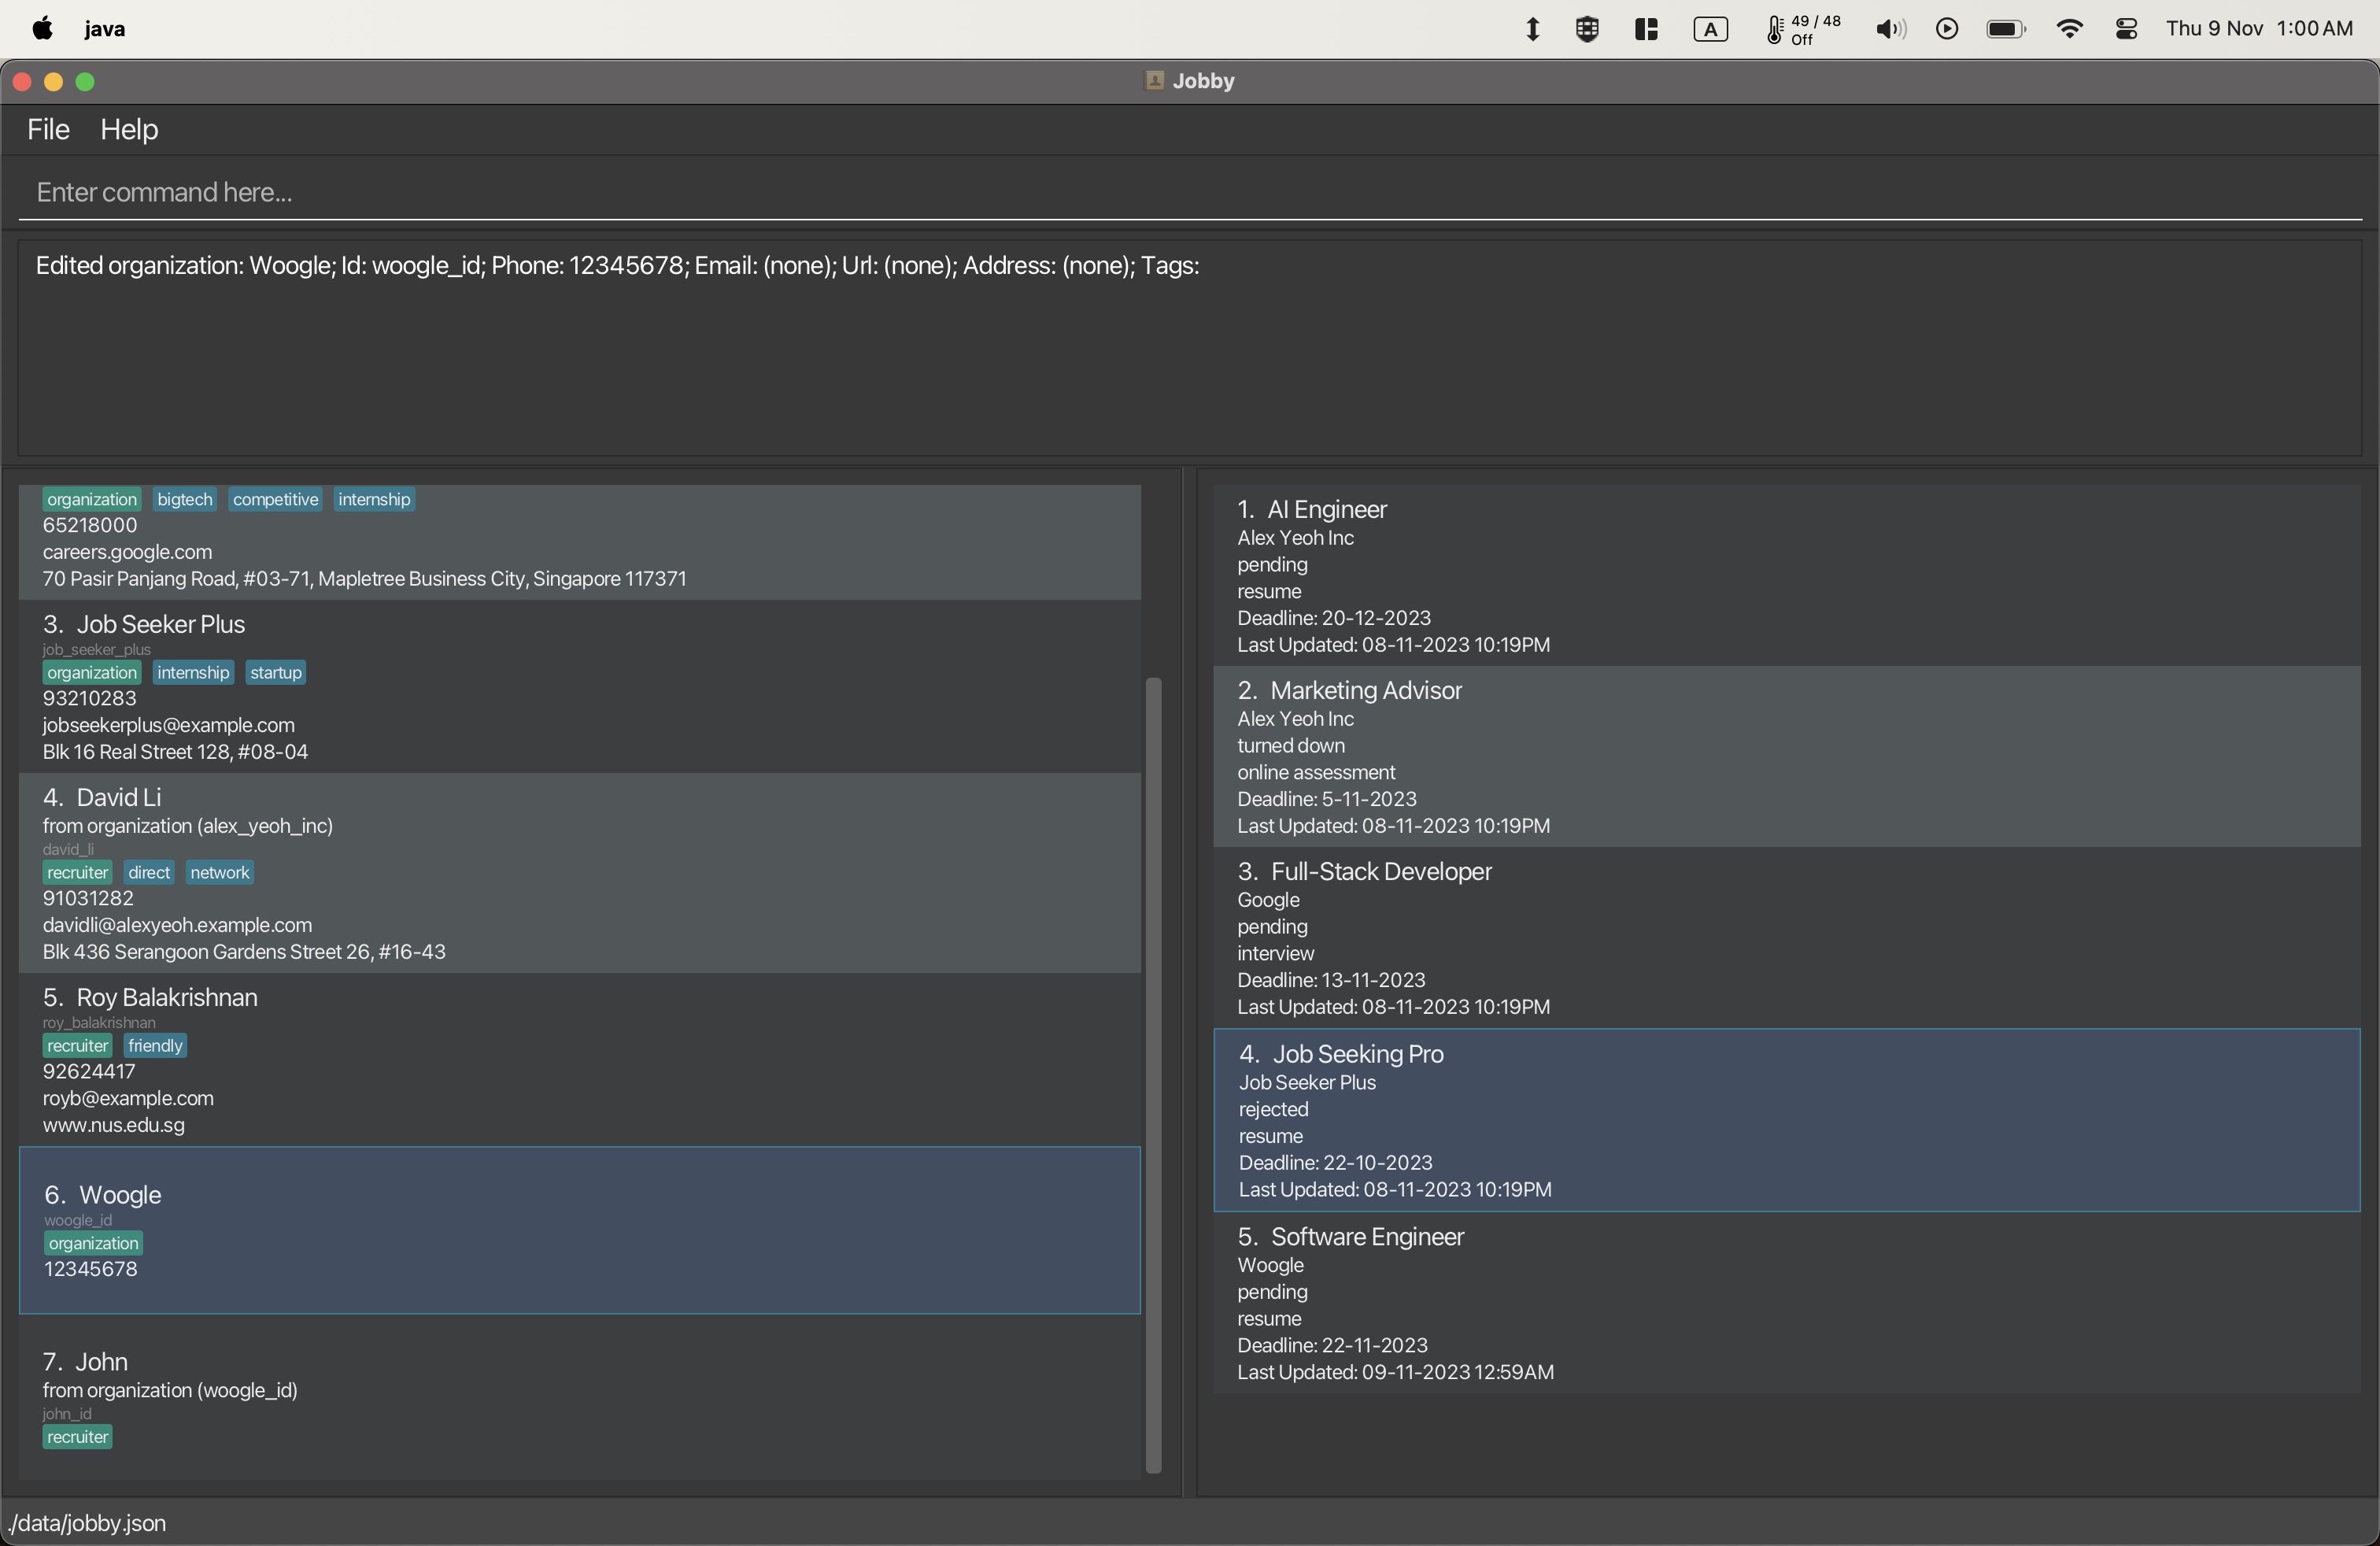 java
A
49 / 48
Off
Thu 9 Nov 1:00 AM
Jobby
File Help
Enter command here...
Edited organization: Woogle; Id: woogle_id; Phone: 12345678; Email: (none); Url: (none); Address: (none); Tags:
organization bigtech competitive internship
65218000
careers.google.com
70 Pasir Panjang Road, #03-71, Mapletree Business City, Singapore 117371
3. Job Seeker Plus
job_seeker_plus
organization internship startup
93210283
jobseekerplus@example.com
Blk 16 Real Street 128, #08-04
4. David Li
from organization (alex_yeoh_inc)
david_li
recruiter direct network
91031282
davidli@alexyeoh.example.com
Blk 436 Serangoon Gardens Street 26, #16-43
5. Roy Balakrishnan
roy_balakrishnan
recruiter friendly
92624417
royb@example.com
www.nus.edu.sg
6. Woogle
woogle_id
organization
12345678
7. John
from organization (woogle_id)
john_id
recruiter
1. AI Engineer
Alex Yeoh Inc
pending
resume
Deadline: 20-12-2023
Last Updated: 08-11-2023 10:19PM
2. Marketing Advisor
Alex Yeoh Inc
turned down
online assessment
Deadline: 5-11-2023
Last Updated: 08-11-2023 10:19PM
3. Full-Stack Developer
Google
pending
interview
Deadline: 13-11-2023
Last Updated: 08-11-2023 10:19PM
4. Job Seeking Pro
Job Seeker Plus
rejected
resume
Deadline: 22-10-2023
Last Updated: 08-11-2023 10:19PM
5. Software Engineer
Woogle
pending
resume
Deadline: 22-11-2023
Last Updated: 09-11-2023 12:59AM
./data/jobby.json